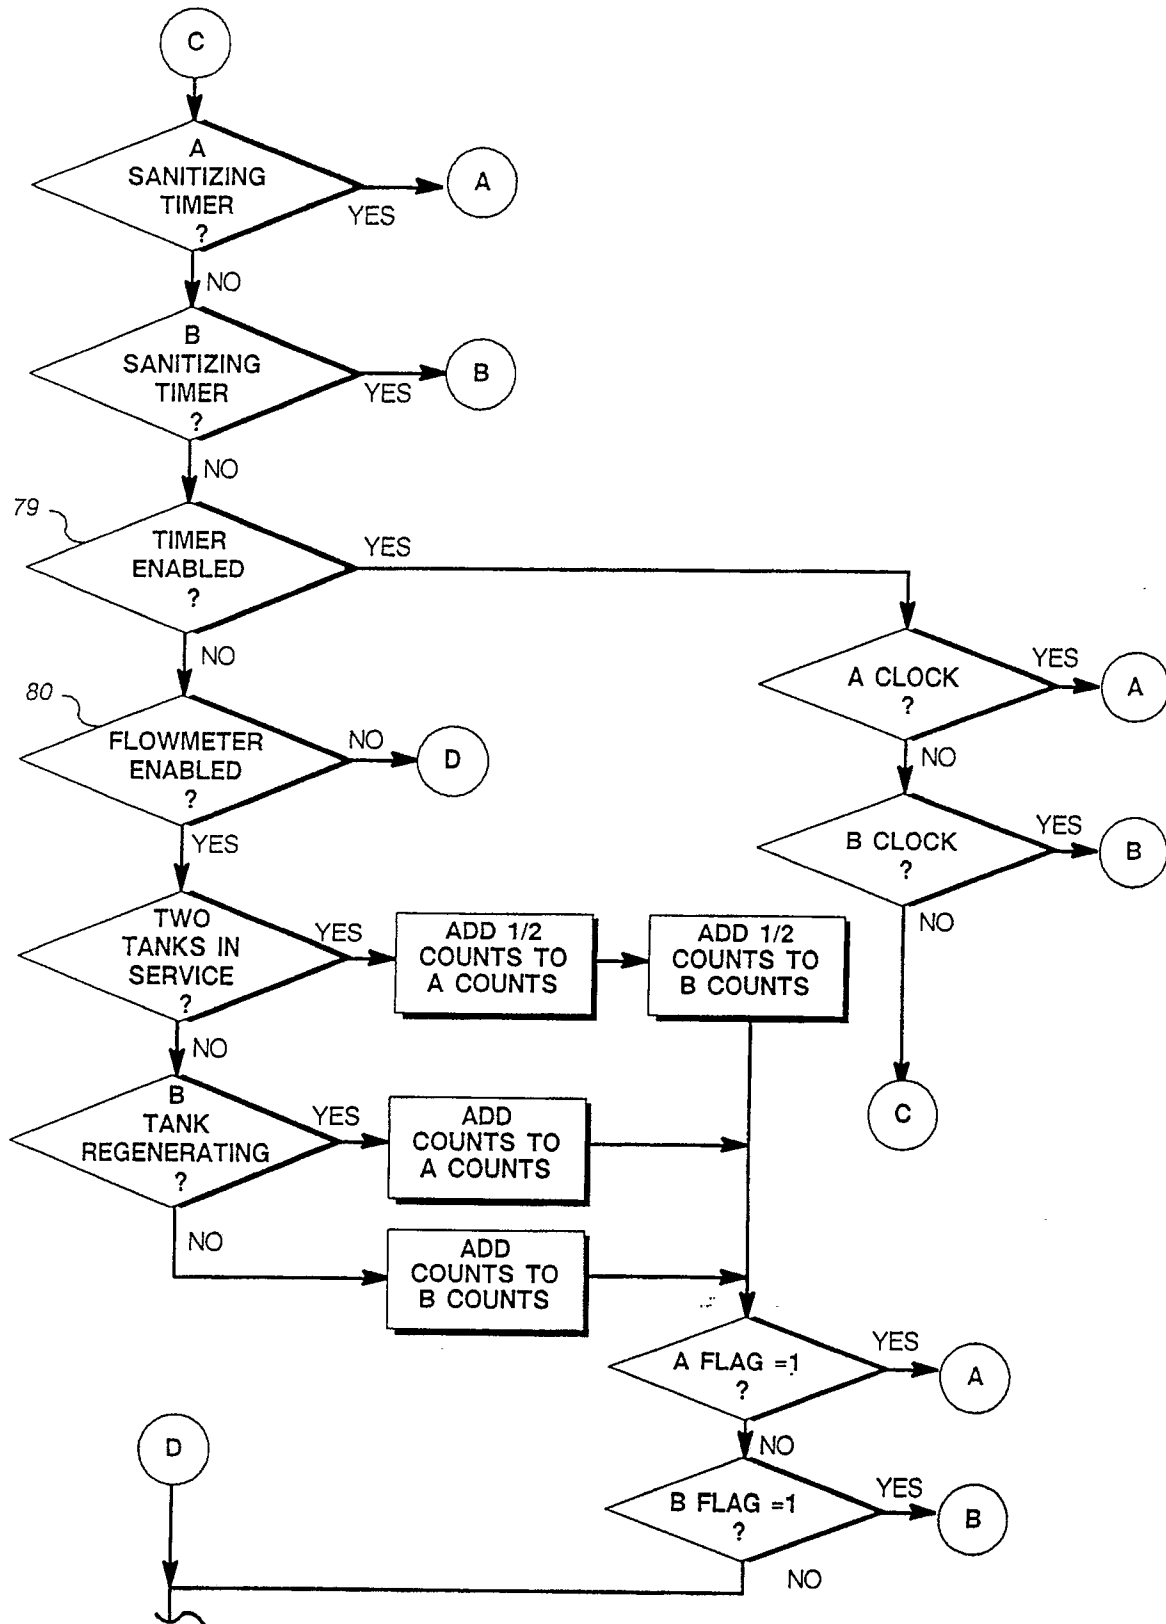 C
A
SANITIZING
TIMER
?
YES
A
NO
B
SANITIZING
TIMER
?
YES
B
NO
79
TIMER
ENABLED
?
YES
NO
A CLOCK
?
YES
A
NO
B CLOCK
?
YES
B
NO
C
80
FLOWMETER
ENABLED
?
NO
D
YES
TWO
TANKS IN
SERVICE
?
YES
ADD 1/2
COUNTS TO
A COUNTS
ADD 1/2
COUNTS TO
B COUNTS
NO
B
TANK
REGENERATING
?
YES
ADD
COUNTS TO
A COUNTS
NO
ADD
COUNTS TO
B COUNTS
A FLAG =1
?
YES
A
NO
B FLAG =1
?
YES
B
NO
D